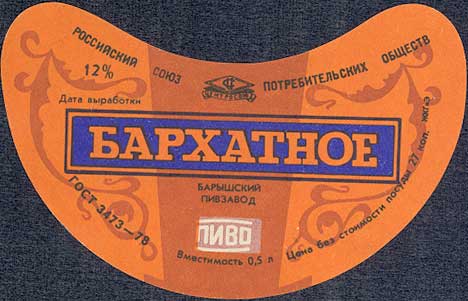 РОССИЙСКИЙ СОЮЗ ПОТРЕБИТЕЛЬСКИХ ОБЩЕСТВ
12%
ЦЕНТРОСОЮЗ
Дата выработки
БАРХАТНОЕ
БАРЫШСКИЙ
ПИВЗАВОД
ГОСТ 3473—78
ПИВО
Вместимость 0,5 л
Цена без стоимости посуды 27 коп.